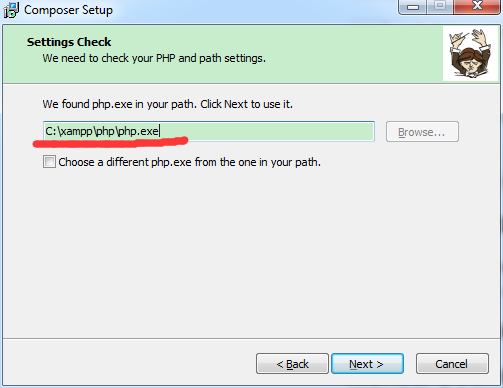 Composer Setup
Settings Check
We need to check your PHP and path settings.
We found php.exe in your path. Click Next to use it.
C:\xampp\php\php.exe
Browse...
Choose a different php.exe from the one in your path.
< Back
Next >
Cancel